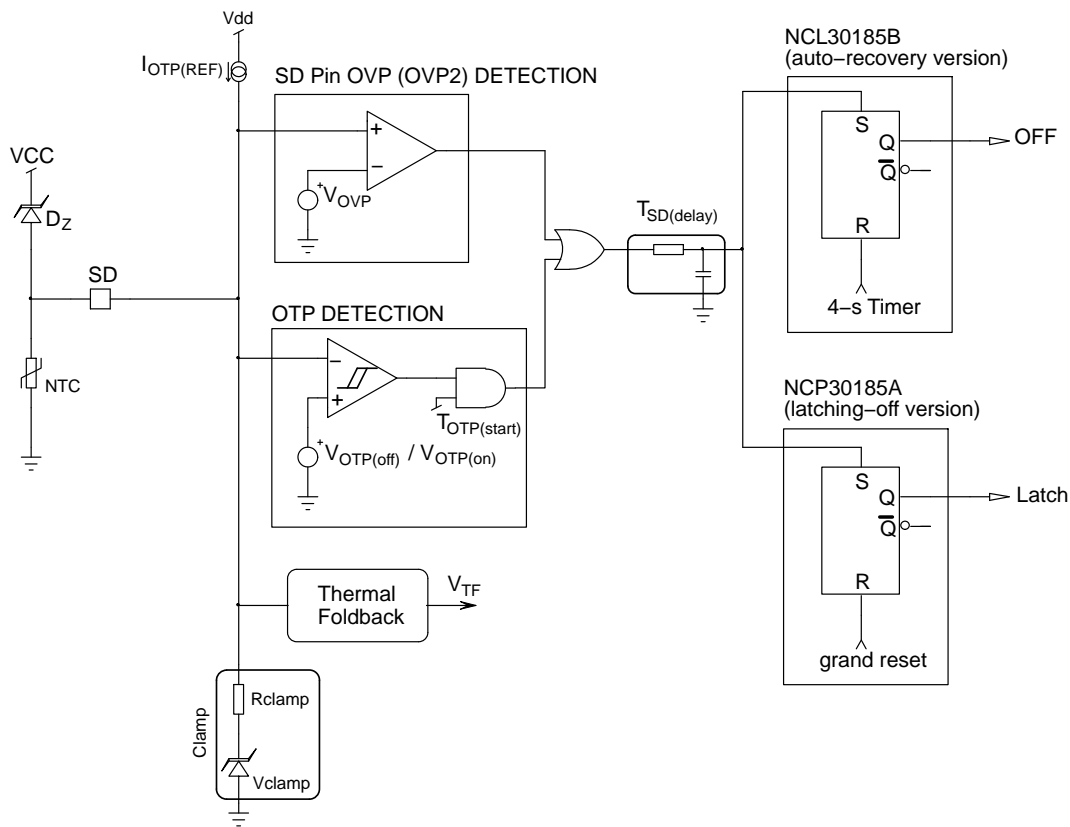 Vdd
IOTP(REF)
SD Pin OVP (OVP2) DETECTION
+
−
+
VOVP
VCC
DZ
SD
NTC
OTP DETECTION
−
+
TOTP(start)
+
VOTP(off) / VOTP(on)
TSD(delay)
NCL30185B
(auto−recovery version)
S
Q
Q
R
OFF
4−s Timer
NCP30185A
(latching−off version)
S
Q
Q
R
Latch
grand reset
Thermal
Foldback
VTF
Clamp
Rclamp
Vclamp